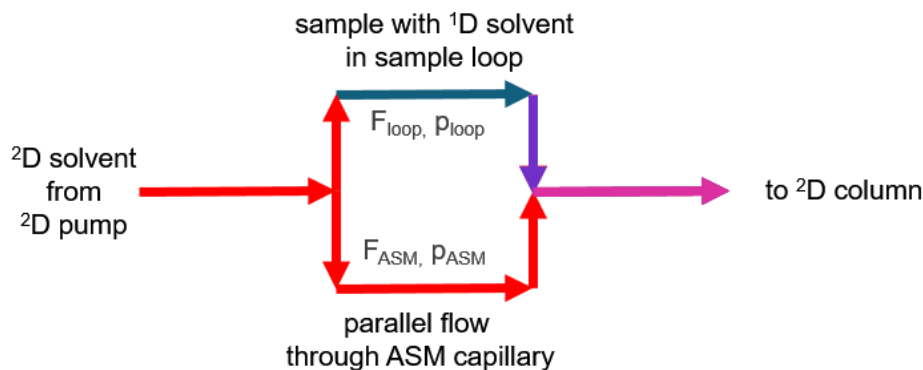 sample with ¹D solvent
in sample loop
F_loop, p_loop
²D solvent
from
²D pump
to ²D column
F_ASM, p_ASM
parallel flow
through ASM capillary